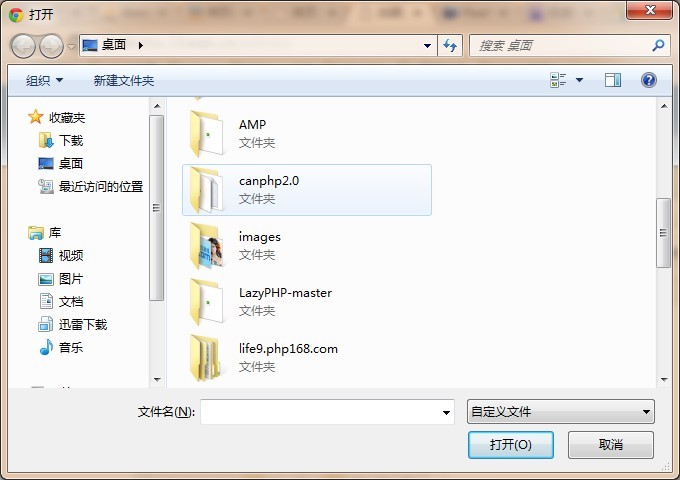 打开
桌面
搜索 桌面
组织
新建文件夹
收藏夹
下载
桌面
最近访问的位置
库
视频
图片
文档
迅雷下载
音乐
AMP
文件夹
canphp2.0
文件夹
images
文件夹
LazyPHP-master
文件夹
life9.php168.com
文件夹
文件名(N):
自定义文件
打开(O)
取消